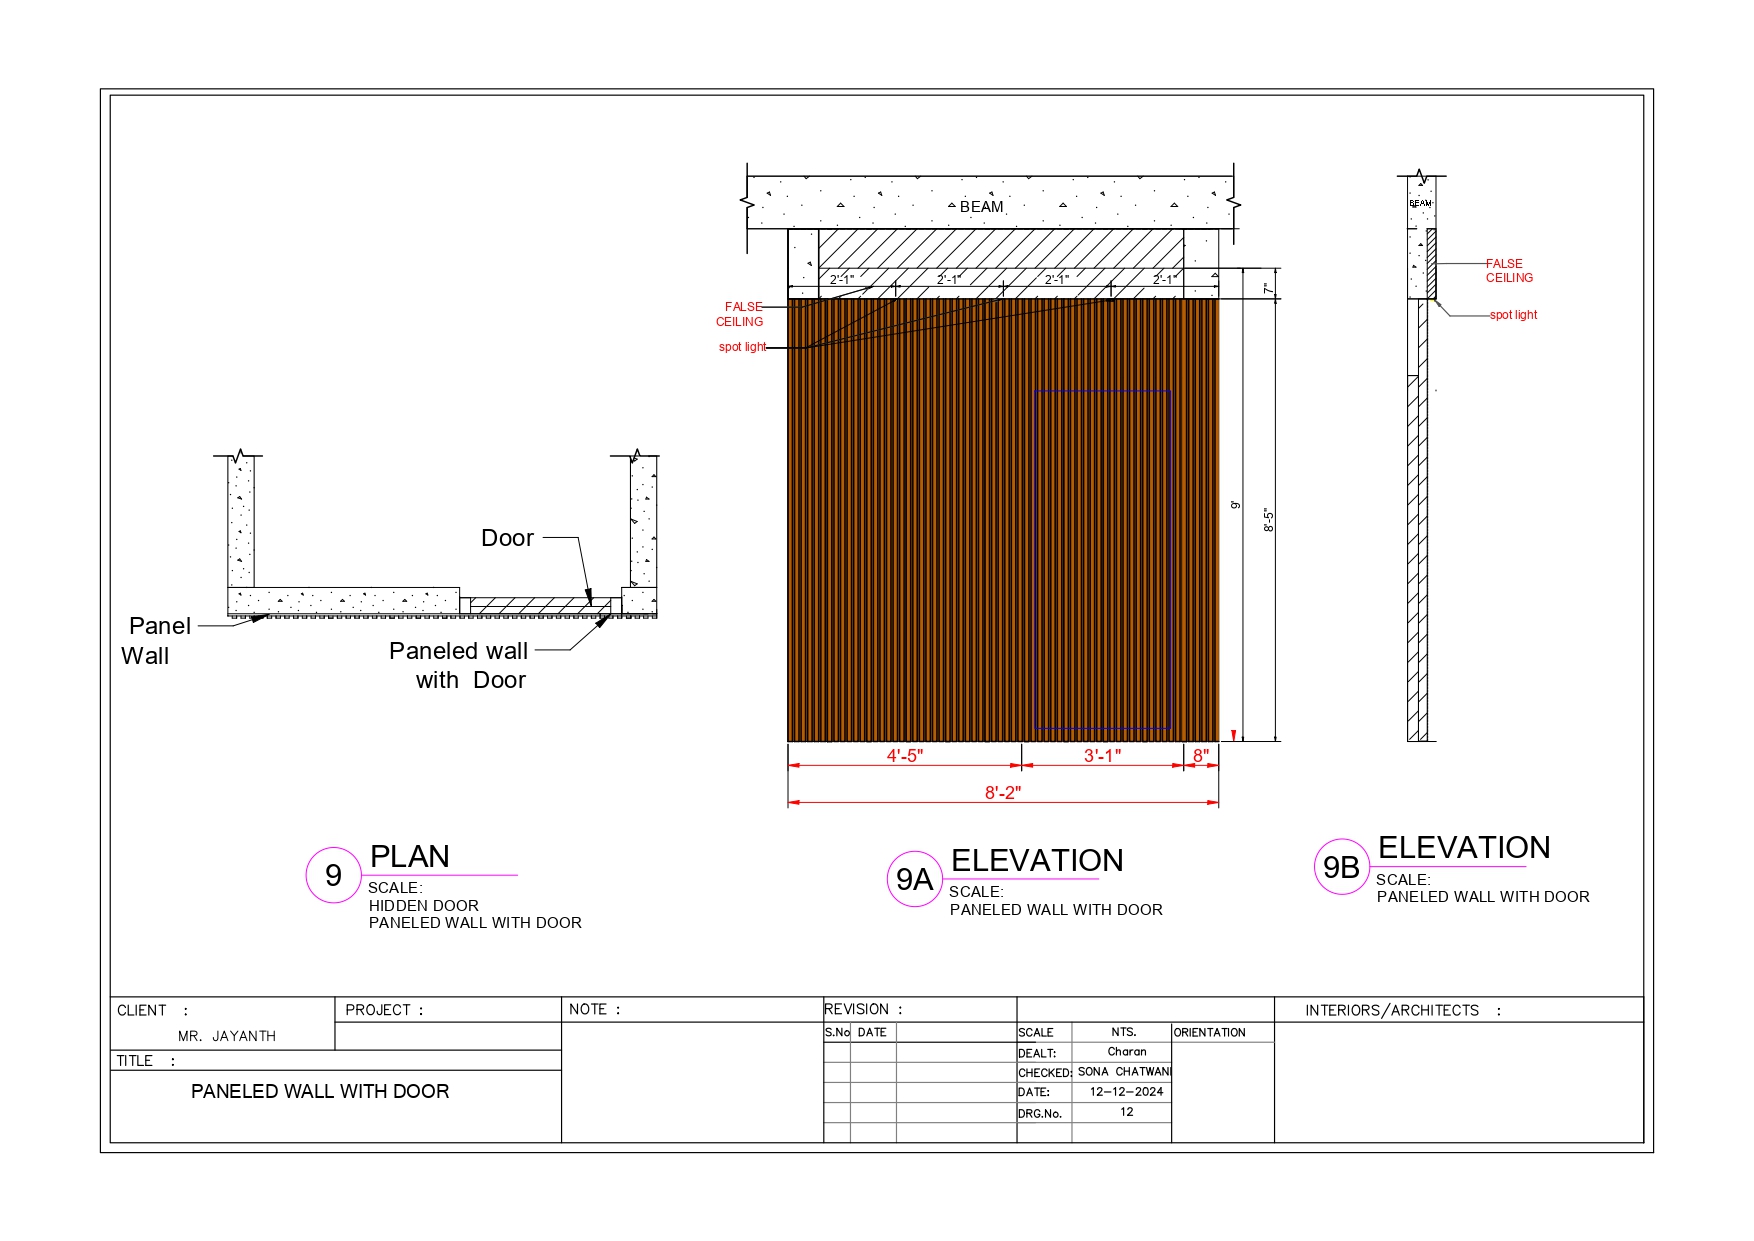 BEAM
2'-1"
2'-1"
2'-1"
2'-1"
FALSE
CEILING
spot light
7"
9'
8'-5"
4'-5"
3'-1"
8"
8'-2"
BEAM
FALSE
CEILING
spot light
Door
Panel
Wall
Paneled wall
with Door
9
PLAN
SCALE:
HIDDEN DOOR
PANELED WALL WITH DOOR
9A
ELEVATION
SCALE:
PANELED WALL WITH DOOR
9B
ELEVATION
SCALE:
PANELED WALL WITH DOOR
CLIENT :
MR. JAYANTH
PROJECT :
TITLE :
PANELED WALL WITH DOOR
NOTE :
REVISION :
S.No DATE
SCALE NTS.
DEALT: Charan
CHECKED: SONA CHATWANI
DATE: 12-12-2024
DRG.No. 12
ORIENTATION
INTERIORS/ARCHITECTS :